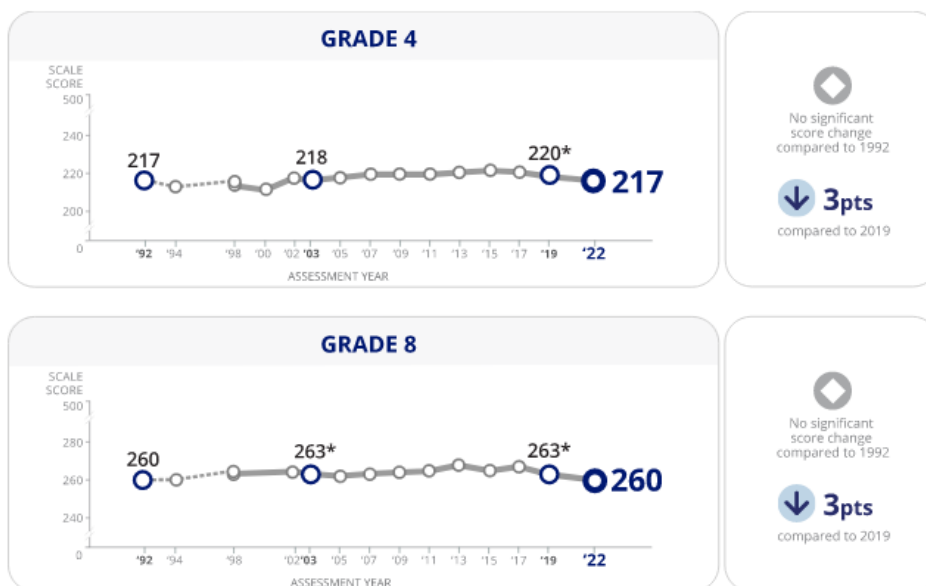 GRADE 4
SCALE
SCORE
500
240
220
200
0
217
218
220*
217
'92 '94 '98 '00 '02 '03 '05 '07 '09 '11 '13 '15 '17 '19 '22
ASSESSMENT YEAR
No significant
score change
compared to 1992
3pts
compared to 2019
GRADE 8
SCALE
SCORE
500
280
260
240
0
260
263*
263*
260
'92 '94 '98 '02 '03 '05 '07 '09 '11 '13 '15 '17 '19 '22
ASSESSMENT YEAR
No significant
score change
compared to 1992
3pts
compared to 2019